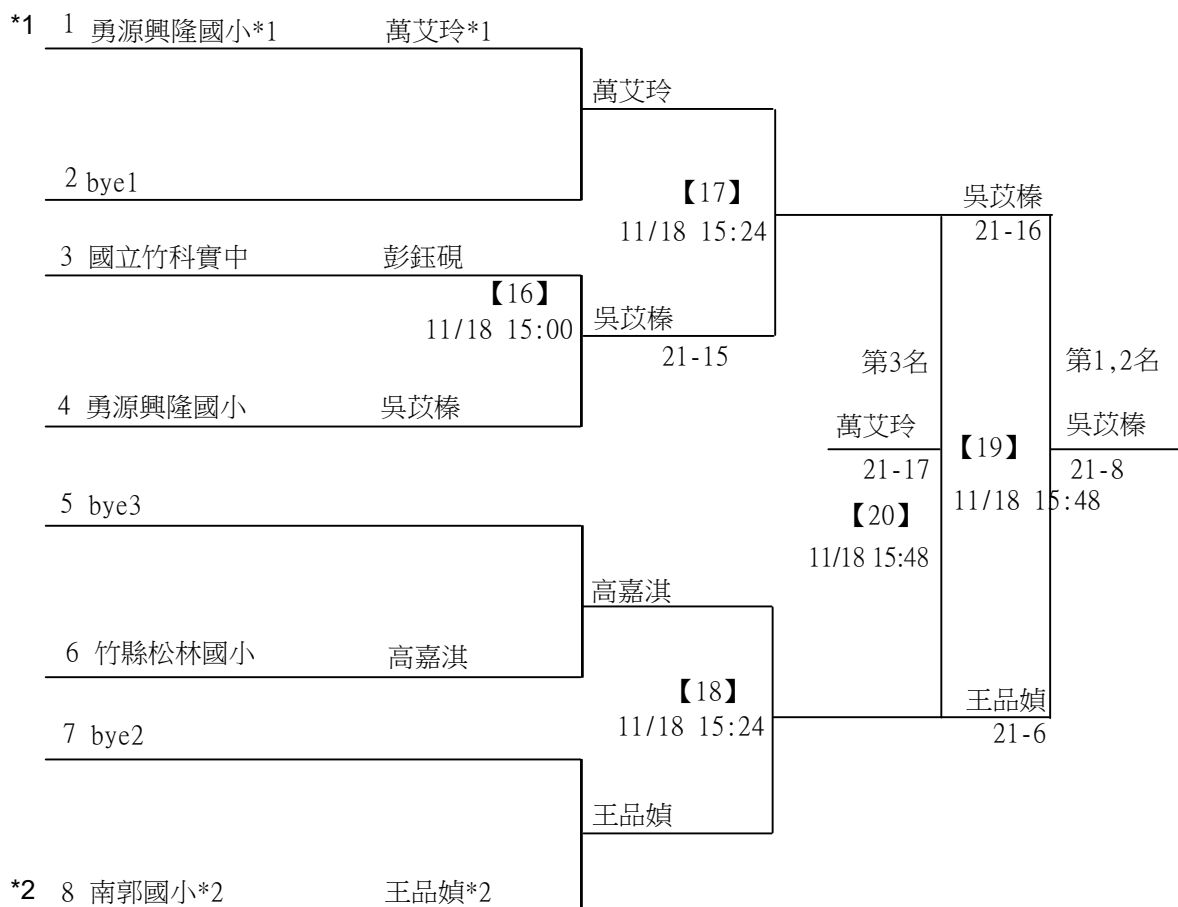 *1 1 勇源興隆國小*1 萬艾玲*1
萬艾玲
2 bye1
【17】
11/18 15:24
吳苡榛
21-16
3 國立竹科實中 彭鈺硯
【16】
11/18 15:00
吳苡榛
21-15
第3名
第1,2名
4 勇源興隆國小 吳苡榛
萬艾玲
21-17
【19】
11/18 15:48
吳苡榛
21-8
5 bye3
【20】
11/18 15:48
高嘉淇
6 竹縣松林國小 高嘉淇
【18】
11/18 15:24
王品媜
21-6
7 bye2
王品媜
*2 8 南郭國小*2 王品媜*2